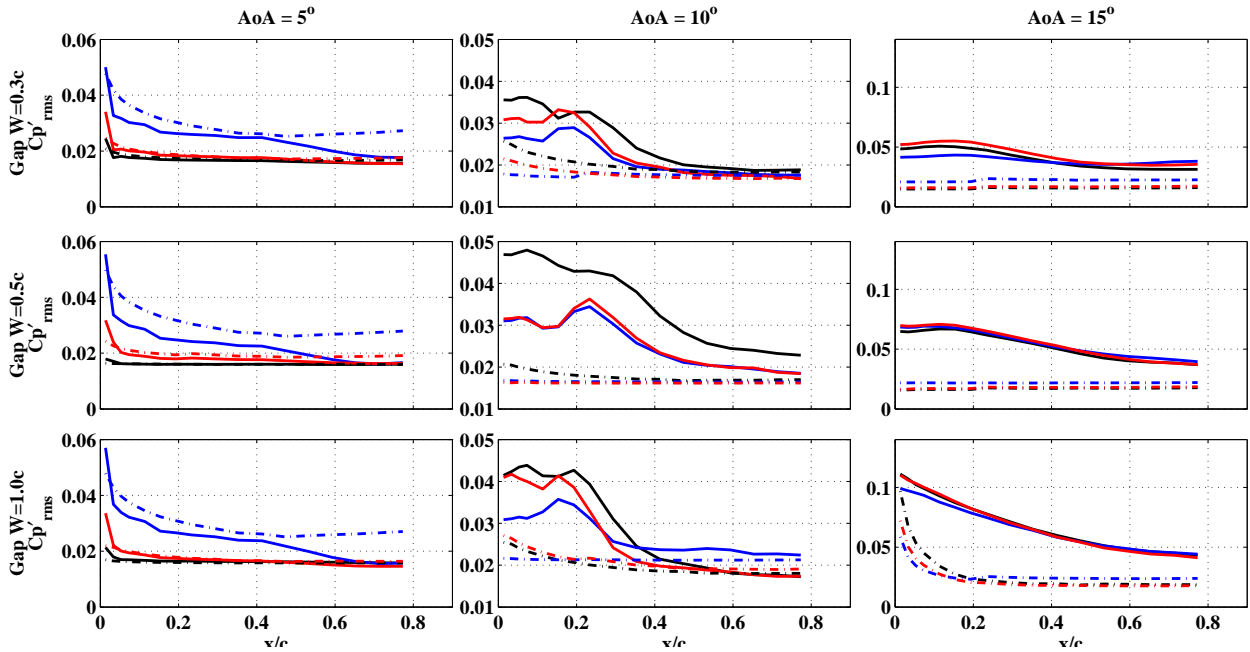 AoA = 5º AoA = 10º AoA = 15º
Gap W=0.3c
Cp′rms
0.06 0.04 0.02 0
0.05 0.04 0.03 0.02 0.01
0.1 0.05 0
Gap W=0.5c
Cp′rms
0.06 0.04 0.02 0
0.05 0.04 0.03 0.02 0.01
0.1 0.05 0
Gap W=1.0c
Cp′rms
0.06 0.04 0.02 0
0.05 0.04 0.03 0.02 0.01
0.1 0.05 0
0 0.2 0.4 0.6 0.8 0 0.2 0.4 0.6 0.8 0 0.2 0.4 0.6 0.8
x/c x/c x/c